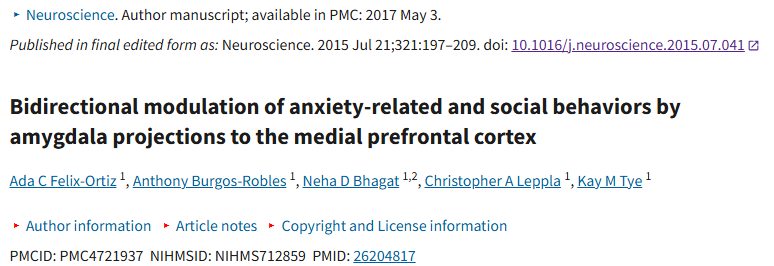 Neuroscience. Author manuscript; available in PMC: 2017 May 3.
Published in final edited form as: Neuroscience. 2015 Jul 21;321:197–209. doi: 10.1016/j.neuroscience.2015.07.041
Bidirectional modulation of anxiety-related and social behaviors by
amygdala projections to the medial prefrontal cortex
Ada C Felix-Ortiz 1, Anthony Burgos-Robles 1, Neha D Bhagat 1,2, Christopher A Leppla 1, Kay M Tye 1
Author information Article notes Copyright and License information
PMCID: PMC4721937 NIHMSID: NIHMS712859 PMID: 26204817